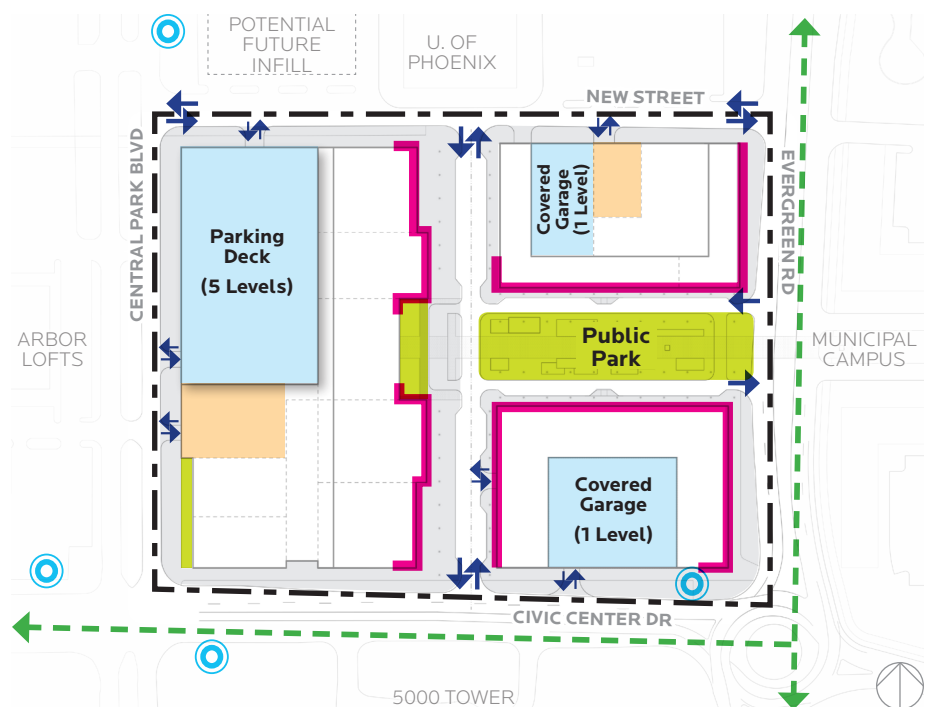 POTENTIAL
FUTURE
INFILL
U. OF
PHOENIX
NEW STREET
CENTRAL PARK BLVD
EVERGREEN RD
Parking
Deck
(5 Levels)
Covered
Garage
(1 Level)
ARBOR
LOFTS
Public
Park
MUNICIPAL
CAMPUS
Covered
Garage
(1 Level)
CIVIC CENTER DR
5000 TOWER